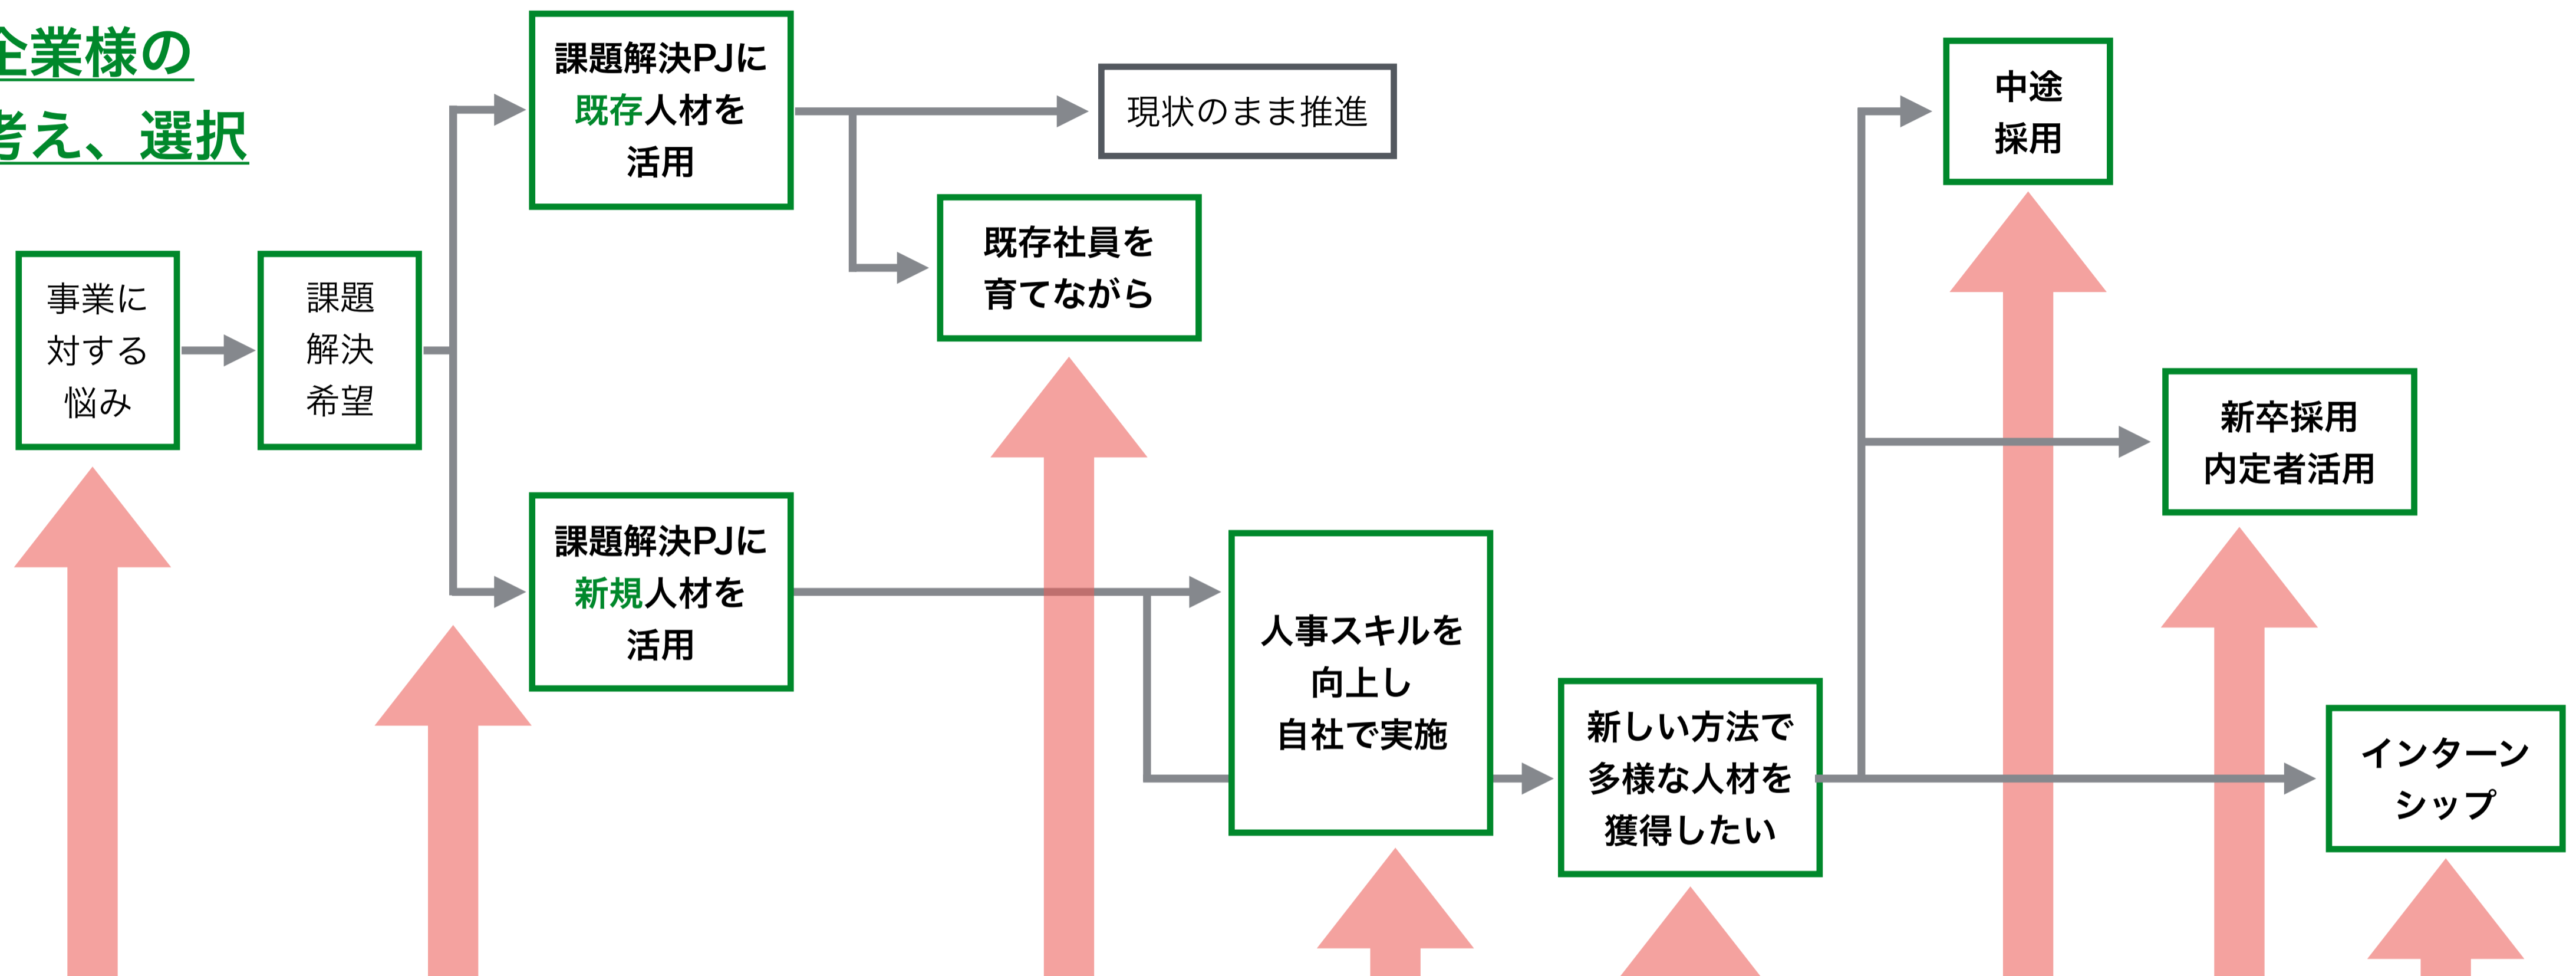 企業様の
考え、選択
事業に
対する
悩み
課題
解決
希望
課題解決PJに
既存人材を
活用
現状のまま推進
既存社員を
育てながら
課題解決PJに
新規人材を
活用
人事スキルを
向上し
自社で実施
新しい方法で
多様な人材を
獲得したい
中途
採用
新卒採用
内定者活用
インターン
シップ